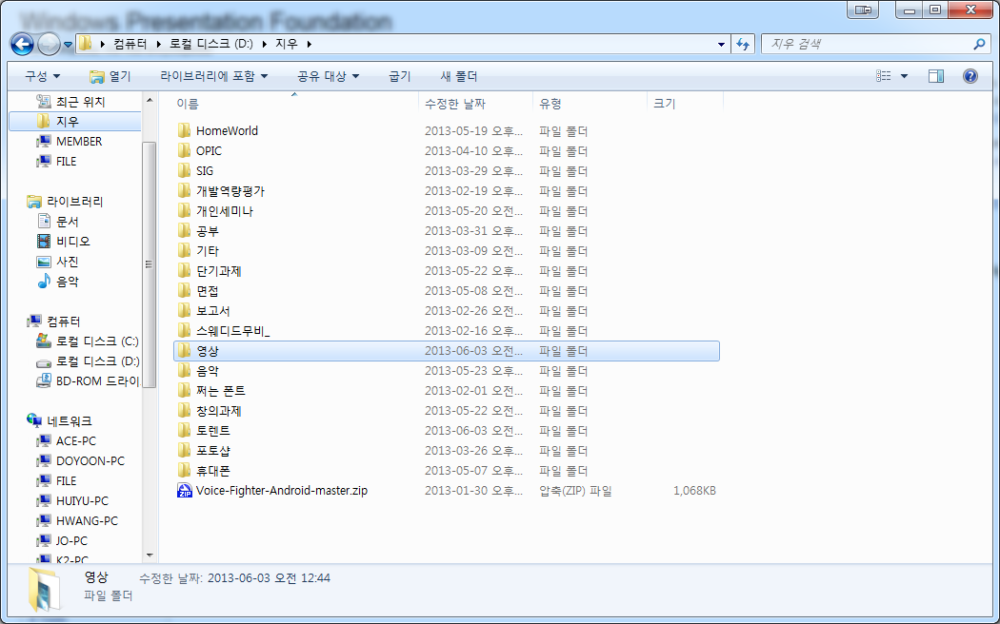 Windows Presentation Foundation
컴퓨터 로컬 디스크 (D:) 지우
지우 검색
구성 열기 라이브러리에 포함 공유 대상 굽기 새 폴더
최근 위치
지우
MEMBER
FILE
라이브러리
문서
비디오
사진
음악
컴퓨터
로컬 디스크 (C:)
로컬 디스크 (D:)
BD-ROM 드라이
네트워크
ACE-PC
DOYOON-PC
FILE
HUIYU-PC
HWANG-PC
JO-PC
K2-PC
이름 수정한 날짜 유형 크기
HomeWorld 2013-05-19 오후... 파일 폴더
OPIC 2013-04-10 오후... 파일 폴더
SIG 2013-03-29 오후... 파일 폴더
개발역량평가 2013-02-19 오후... 파일 폴더
개인세미나 2013-05-20 오전... 파일 폴더
공부 2013-03-31 오후... 파일 폴더
기타 2013-03-09 오전... 파일 폴더
단기과제 2013-05-22 오후... 파일 폴더
면접 2013-05-08 오전... 파일 폴더
보고서 2013-02-26 오후... 파일 폴더
스웨디드무비_ 2013-02-16 오후... 파일 폴더
영상 2013-06-03 오전... 파일 폴더
음악 2013-05-23 오후... 파일 폴더
쩌는 폰트 2013-02-01 오후... 파일 폴더
창의과제 2013-05-22 오후... 파일 폴더
토렌트 2013-06-03 오전... 파일 폴더
포토샵 2013-03-26 오후... 파일 폴더
휴대폰 2013-05-07 오후... 파일 폴더
Voice-Fighter-Android-master.zip 2013-01-30 오후... 압축(ZIP) 파일 1,068KB
영상 수정한 날짜: 2013-06-03 오전 12:44
파일 폴더